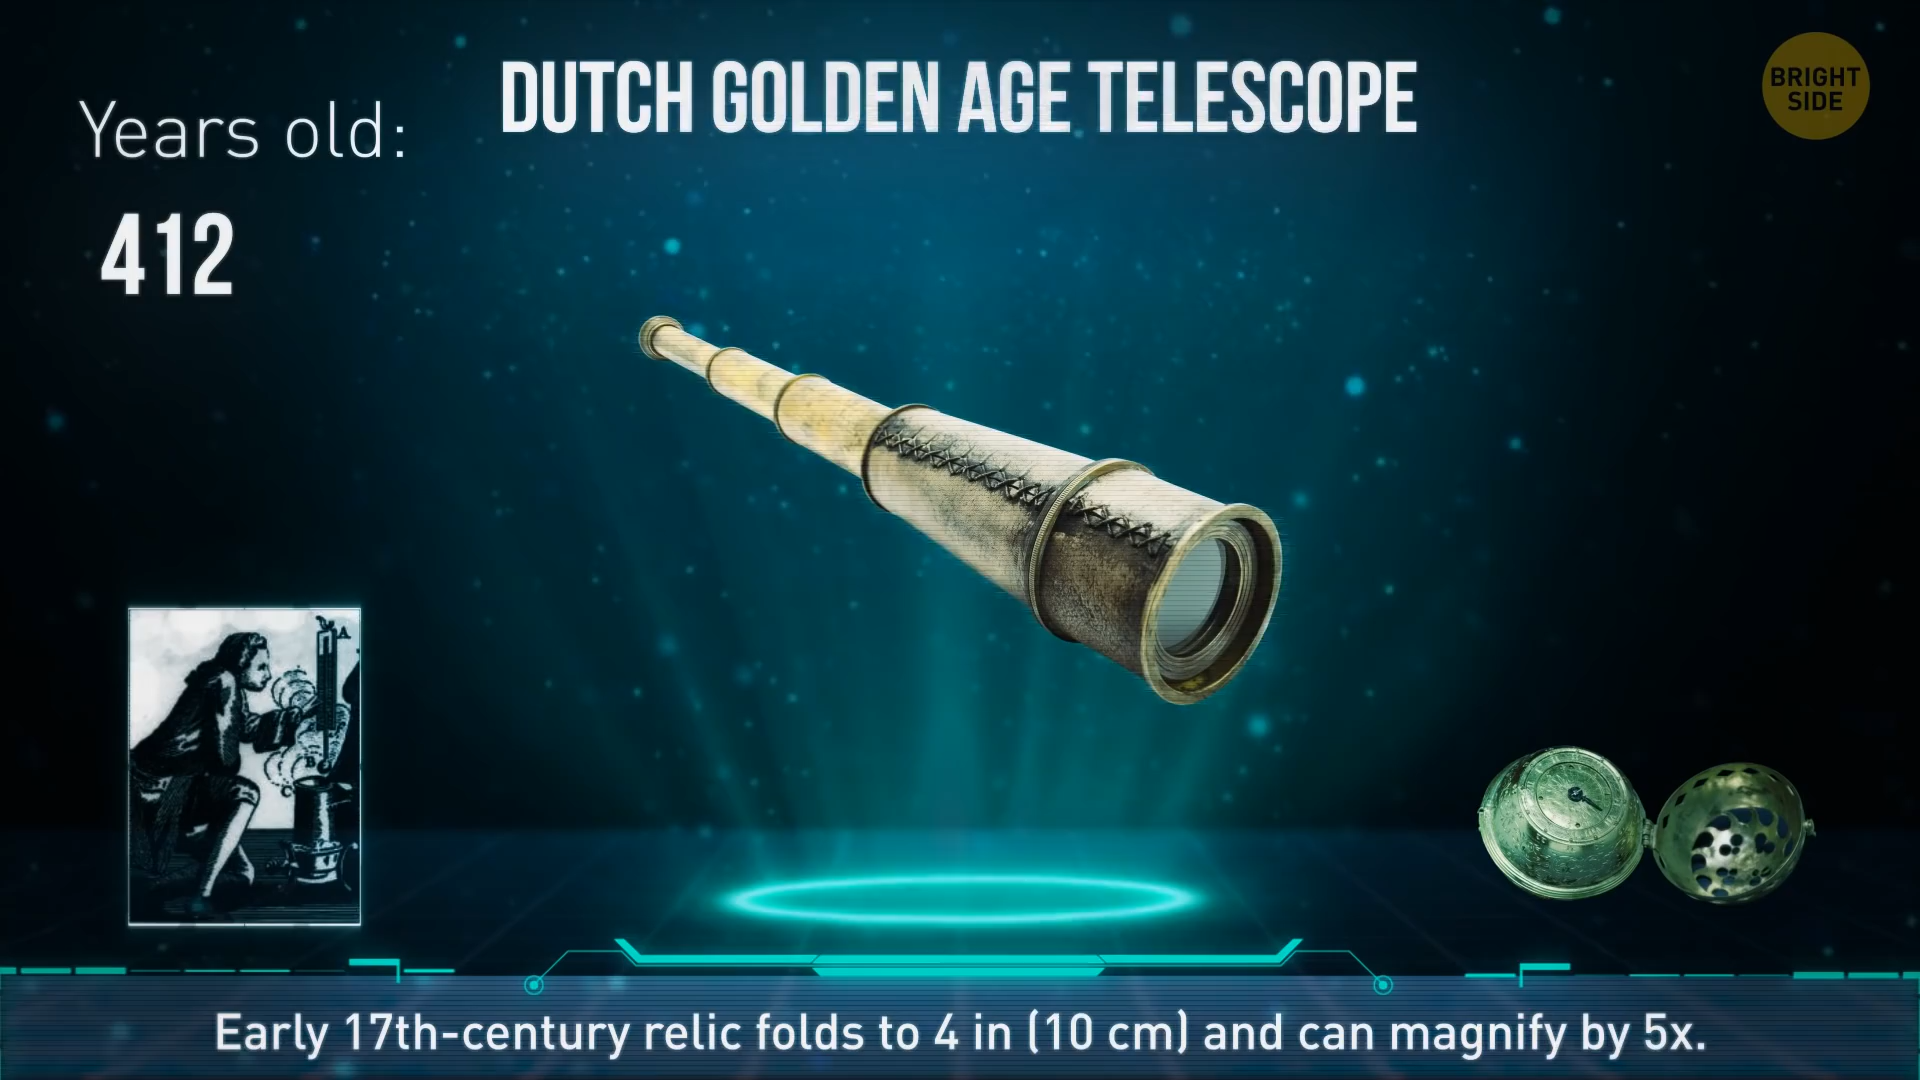 DUTCH GOLDEN AGE TELESCOPE
BRIGHT
SIDE
Years old:
412
A
B
C
Early 17th-century relic folds to 4 in (10 cm) and can magnify by 5x.